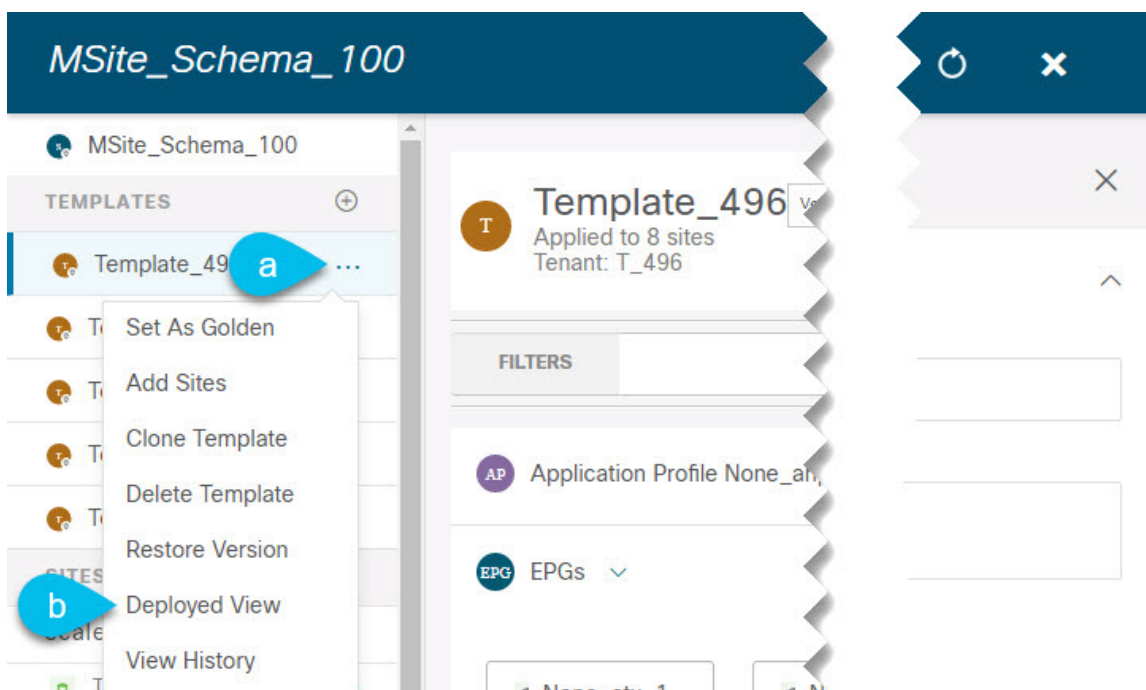 MSite_Schema_100
MSite_Schema_100
TEMPLATES
T
Template_496
Applied to 8 sites
Tenant: T_496
a
...
Set As Golden
Add Sites
Clone Template
Delete Template
Restore Version
b
Deployed View
View History
FILTERS
AP
Application Profile
EPG
EPGs